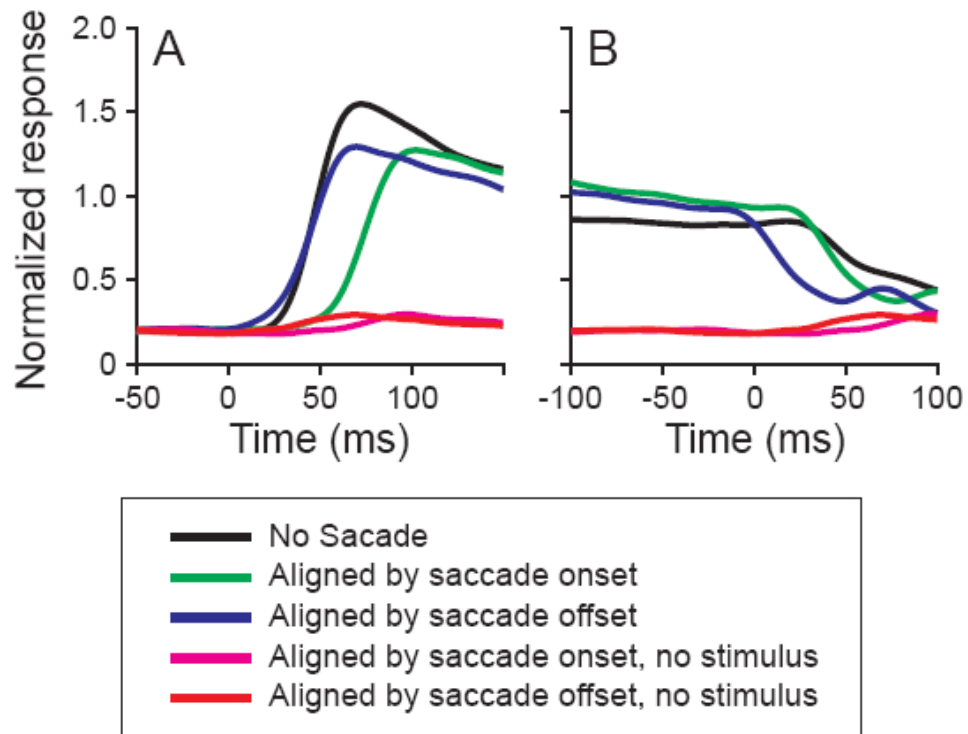 A
B
Normalized response
2.0
1.5
1.0
0.5
0
-50 0 50 100
-100 -50 0 50 100
Time (ms)
Time (ms)
No Sacade
Aligned by saccade onset
Aligned by saccade offset
Aligned by saccade onset, no stimulus
Aligned by saccade offset, no stimulus